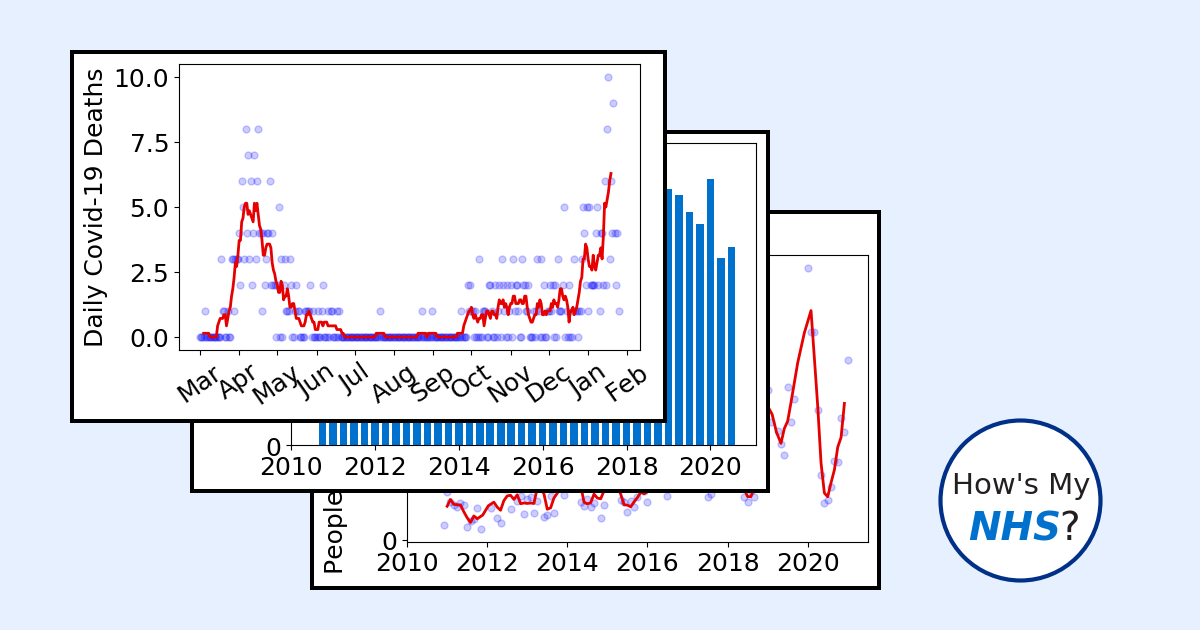 Daily Covid-19 Deaths
10.0
7.5
5.0
2.5
0.0
Mar Apr May Jun Jul Aug Sep Oct Nov Dec Jan Feb
0
2010 2012 2014 2016 2018 2020
People
0
2010 2012 2014 2016 2018 2020
How's My
NHS?